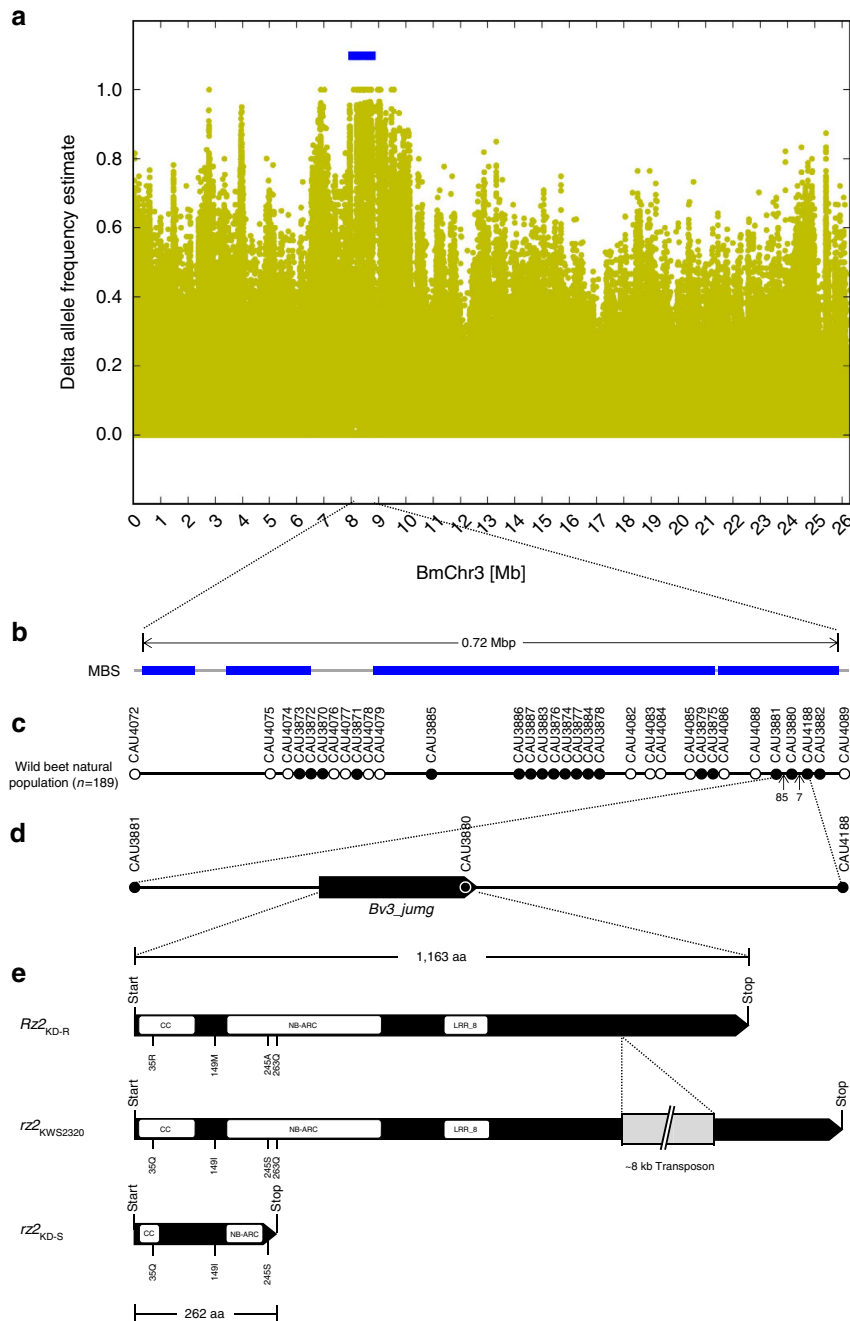 a
1.0
0.8
0.6
0.4
0.2
0.0
Delta allele frequency estimate
0 1 2 3 4 5 6 7 8 9 10 11 12 13 14 15 16 17 18 19 20 21 22 23 24 25 26
BmChr3 [Mb]
b
0.72 Mbp
MBS
c
CAU4072 CAU4075 CAU4074 CAU3873 CAU3872 CAU3870 CAU4076 CAU4077 CAU3871 CAU4078 CAU4079 CAU3885 CAU3886 CAU3887 CAU3883 CAU3876 CAU3874 CAU3877 CAU3884 CAU3878 CAU4082 CAU4083 CAU4084 CAU4085 CAU3879 CAU3875 CAU4086 CAU4088 CAU3881 CAU3880 CAU4188 CAU3882 CAU4089
Wild beet natural
population (n=189)
85 7
d
CAU3881 CAU3880 CAU4188
Bv3_jumg
1,163 aa
e
Start Stop
Rz2KD-R
CC NB-ARC LRR_8
35R 149M 245A 263Q
Start Stop
rz2KWS2320
CC NB-ARC LRR_8
35Q 149I 245S 263Q
~8 kb Transposon
Start Stop
rz2KD-S
CC NB-ARC
35Q 149I 245S
262 aa